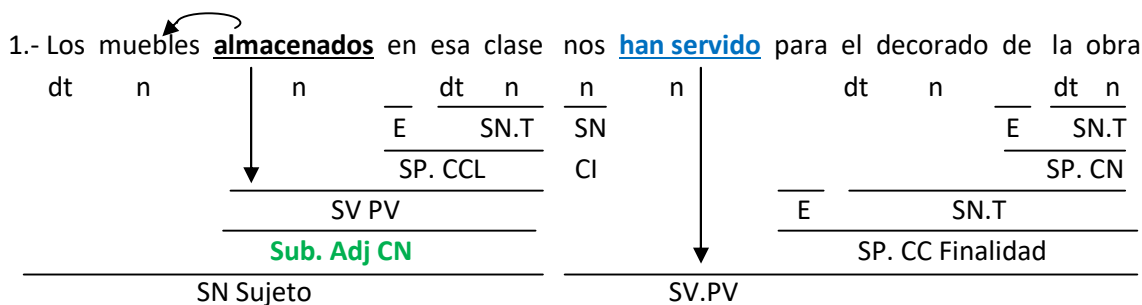 1.- Los muebles almacenados en esa clase nos han servido para el decorado de la obra
dt n n dt n n n dt n dt n
E SN.T SN E SN.T
SP. CCL CI SP. CN
SV PV E SN.T
Sub. Adj CN SP. CC Finalidad
SN Sujeto SV.PV